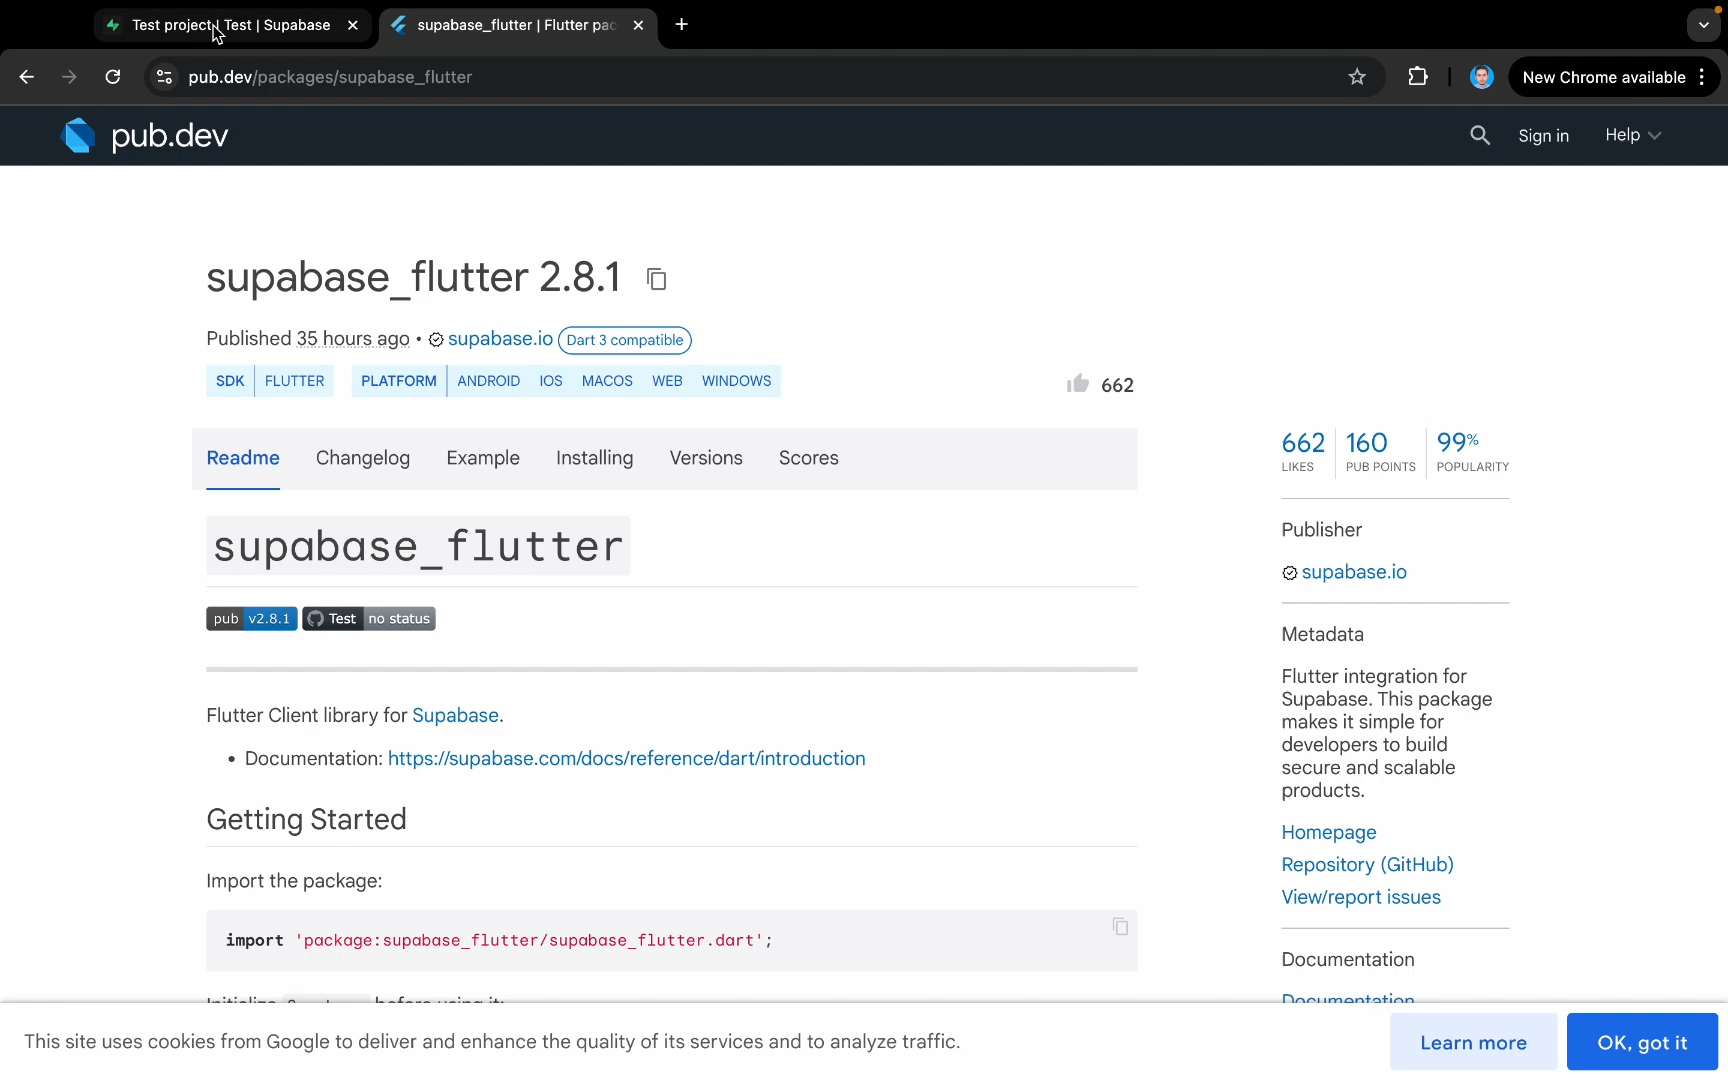 Test project | Test | Supabase
supabase_flutter | Flutter pac
pub.dev/packages/supabase_flutter
New Chrome available
pub.dev
Sign in
Help
supabase_flutter 2.8.1
Published 35 hours ago • supabase.io Dart 3 compatible
SDK FLUTTER PLATFORM ANDROID IOS MACOS WEB WINDOWS
662
662 LIKES
160 PUB POINTS
99% POPULARITY
Readme Changelog Example Installing Versions Scores
supabase_flutter
pub v2.8.1 Test no status
Flutter Client library for Supabase.
• Documentation: https://supabase.com/docs/reference/dart/introduction
Getting Started
Import the package:
import 'package:supabase_flutter/supabase_flutter.dart';
before using it:
Publisher
supabase.io
Metadata
Flutter integration for
Supabase. This package
makes it simple for
developers to build
secure and scalable
products.
Homepage
Repository (GitHub)
View/report issues
Documentation
Documentation
This site uses cookies from Google to deliver and enhance the quality of its services and to analyze traffic.
Learn more
OK, got it